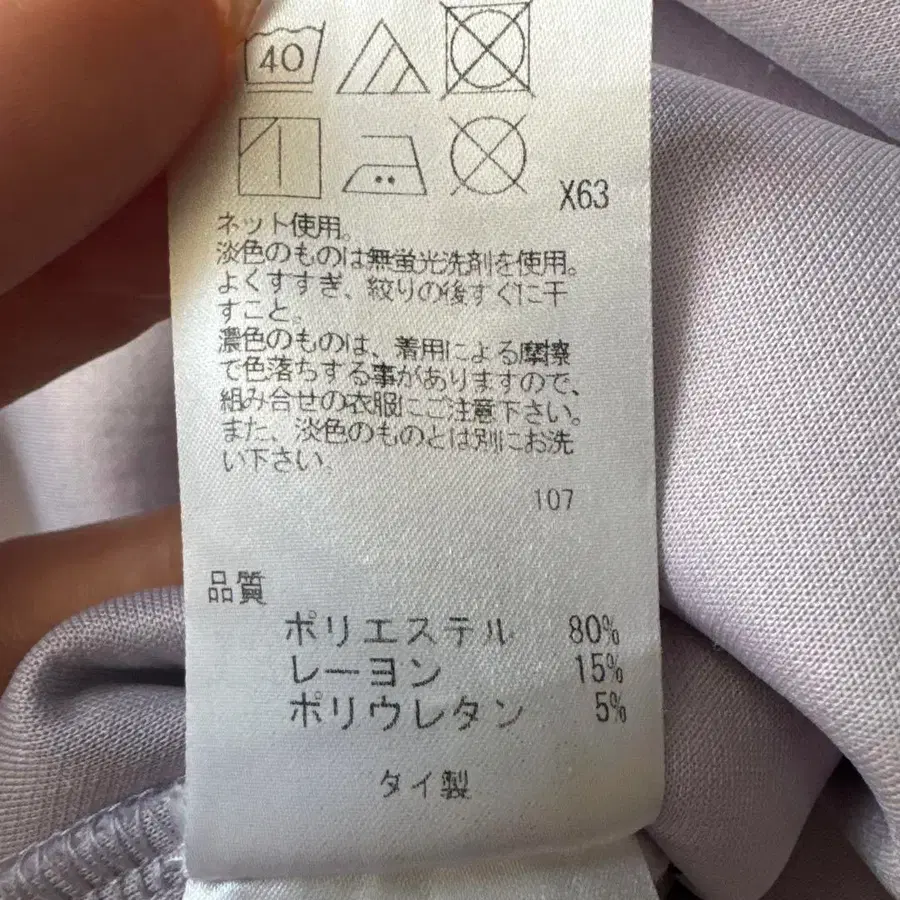 40
X63
ネット使用。
淡色のものは無蛍光洗剤を使用。
よくすすぎ、絞りの後すぐに干
すこと。
濃色のものは、着用による摩擦
で色落ちする事がありますので、
組み合せの衣服にご注意下さい。
また、淡色のものとは別にお洗
い下さい。
107
品質
ポリエステル 80%
レーヨン 15%
ポリウレタン 5%
タイ製